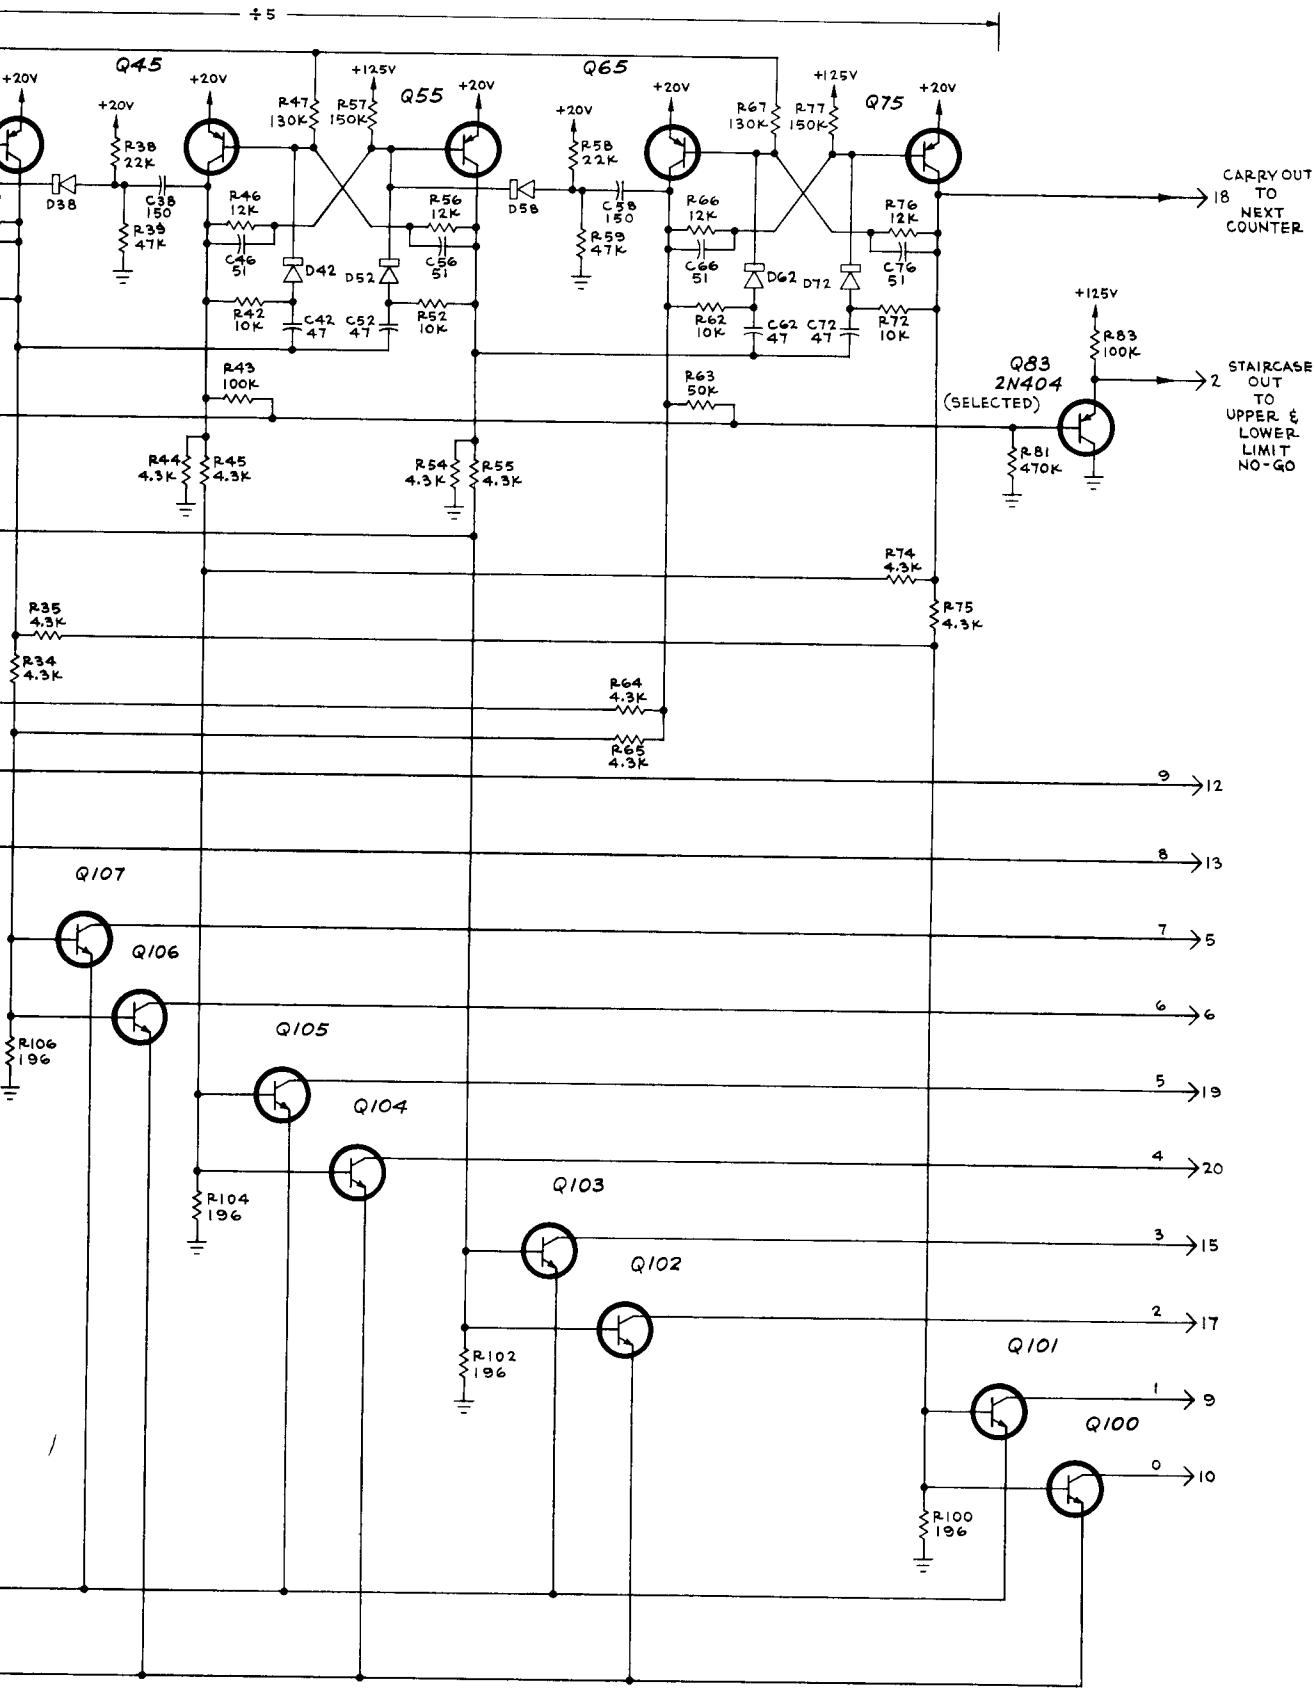 ÷5
Q45
Q55
Q65
Q75
+20V
+20V
+20V
+125V
+20V
+20V
+20V
+125V
+20V
R38
22K
R47
130K
R57
150K
R58
22K
R67
130K
R77
150K
D38
C38
150
R39
47K
R46
12K
C46
51
R56
12K
C56
51
D58
C58
150
R59
47K
R66
12K
C66
51
R76
12K
C76
51
18
CARRY OUT
TO
NEXT
COUNTER
D42
D52
D62
D72
R42
10K
C42
47
C52
47
R52
10K
R62
10K
C62
47
C72
47
R72
10K
+125V
R83
100K
R43
100K
R63
50K
Q83
2N404
(SELECTED)
2
STAIRCASE
OUT
TO
UPPER &
LOWER
LIMIT
NO-GO
R44
4.3K
R45
4.3K
R54
4.3K
R55
4.3K
R81
470K
R74
4.3K
R75
4.3K
R35
4.3K
R34
4.3K
R64
4.3K
R65
4.3K
9
12
8
13
Q107
7
5
Q106
6
6
R106
196
Q105
5
19
Q104
4
20
R104
196
Q103
3
15
Q102
2
17
R102
196
Q101
1
9
Q100
0
10
R100
196